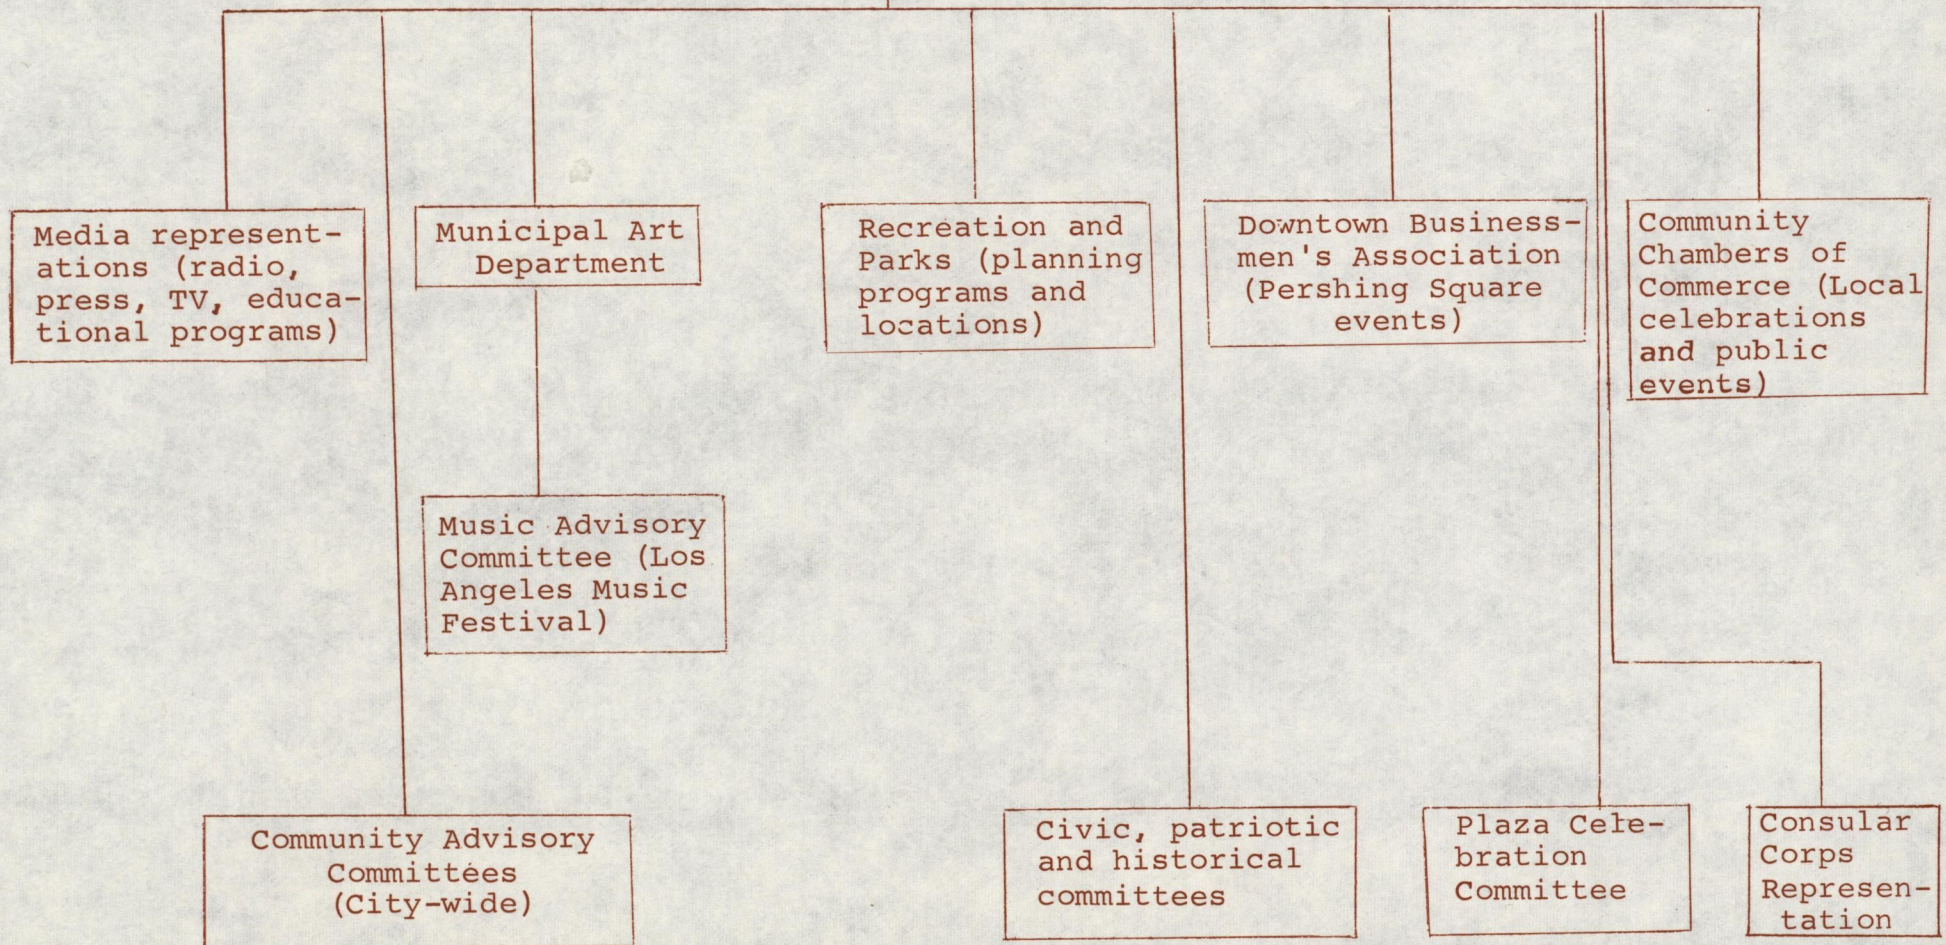 Media represent-
ations (radio,
press, TV, educa-
tional programs)
Municipal Art
Department
Recreation and
Parks (planning
programs and
locations)
Downtown Business-
men's Association
(Pershing Square
events)
Community
Chambers of
Commerce (Local
celebrations
and public
events)
Music Advisory
Committee (Los
Angeles Music
Festival)
Community Advisory
Committees
(City-wide)
Civic, patriotic
and historical
committees
Plaza Cele-
bration
Committee
Consular
Corps
Represen-
tation